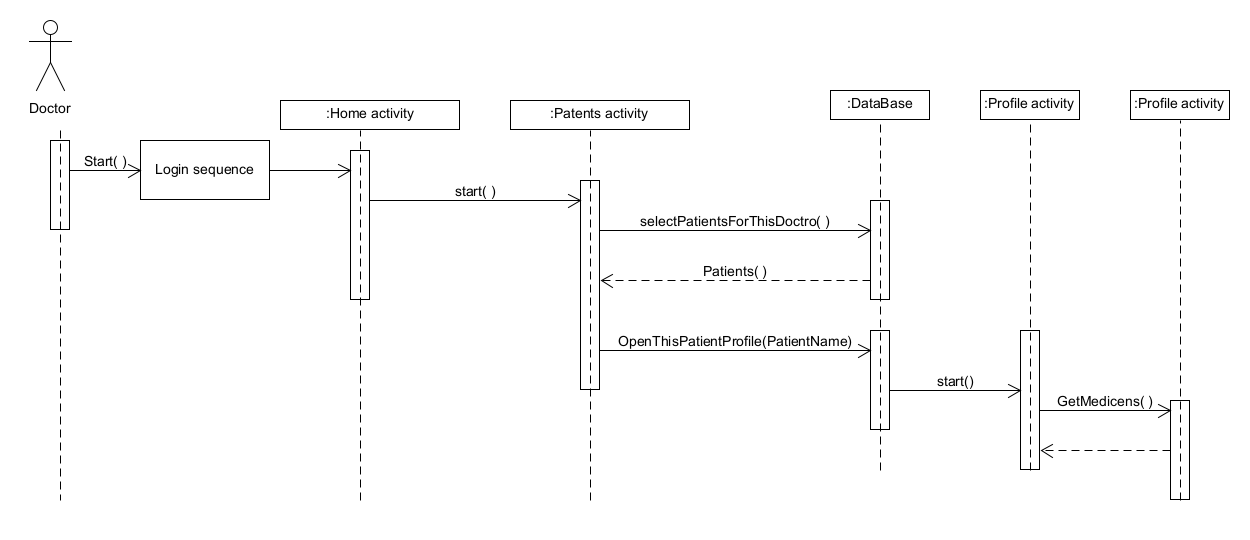 Doctor
:Home activity
:Patents activity
:DataBase
:Profile activity
:Profile activity
Start( )
Login sequence
start( )
selectPatientsForThisDoctro( )
Patients( )
OpenThisPatientProfile(PatientName)
start()
GetMedicens( )